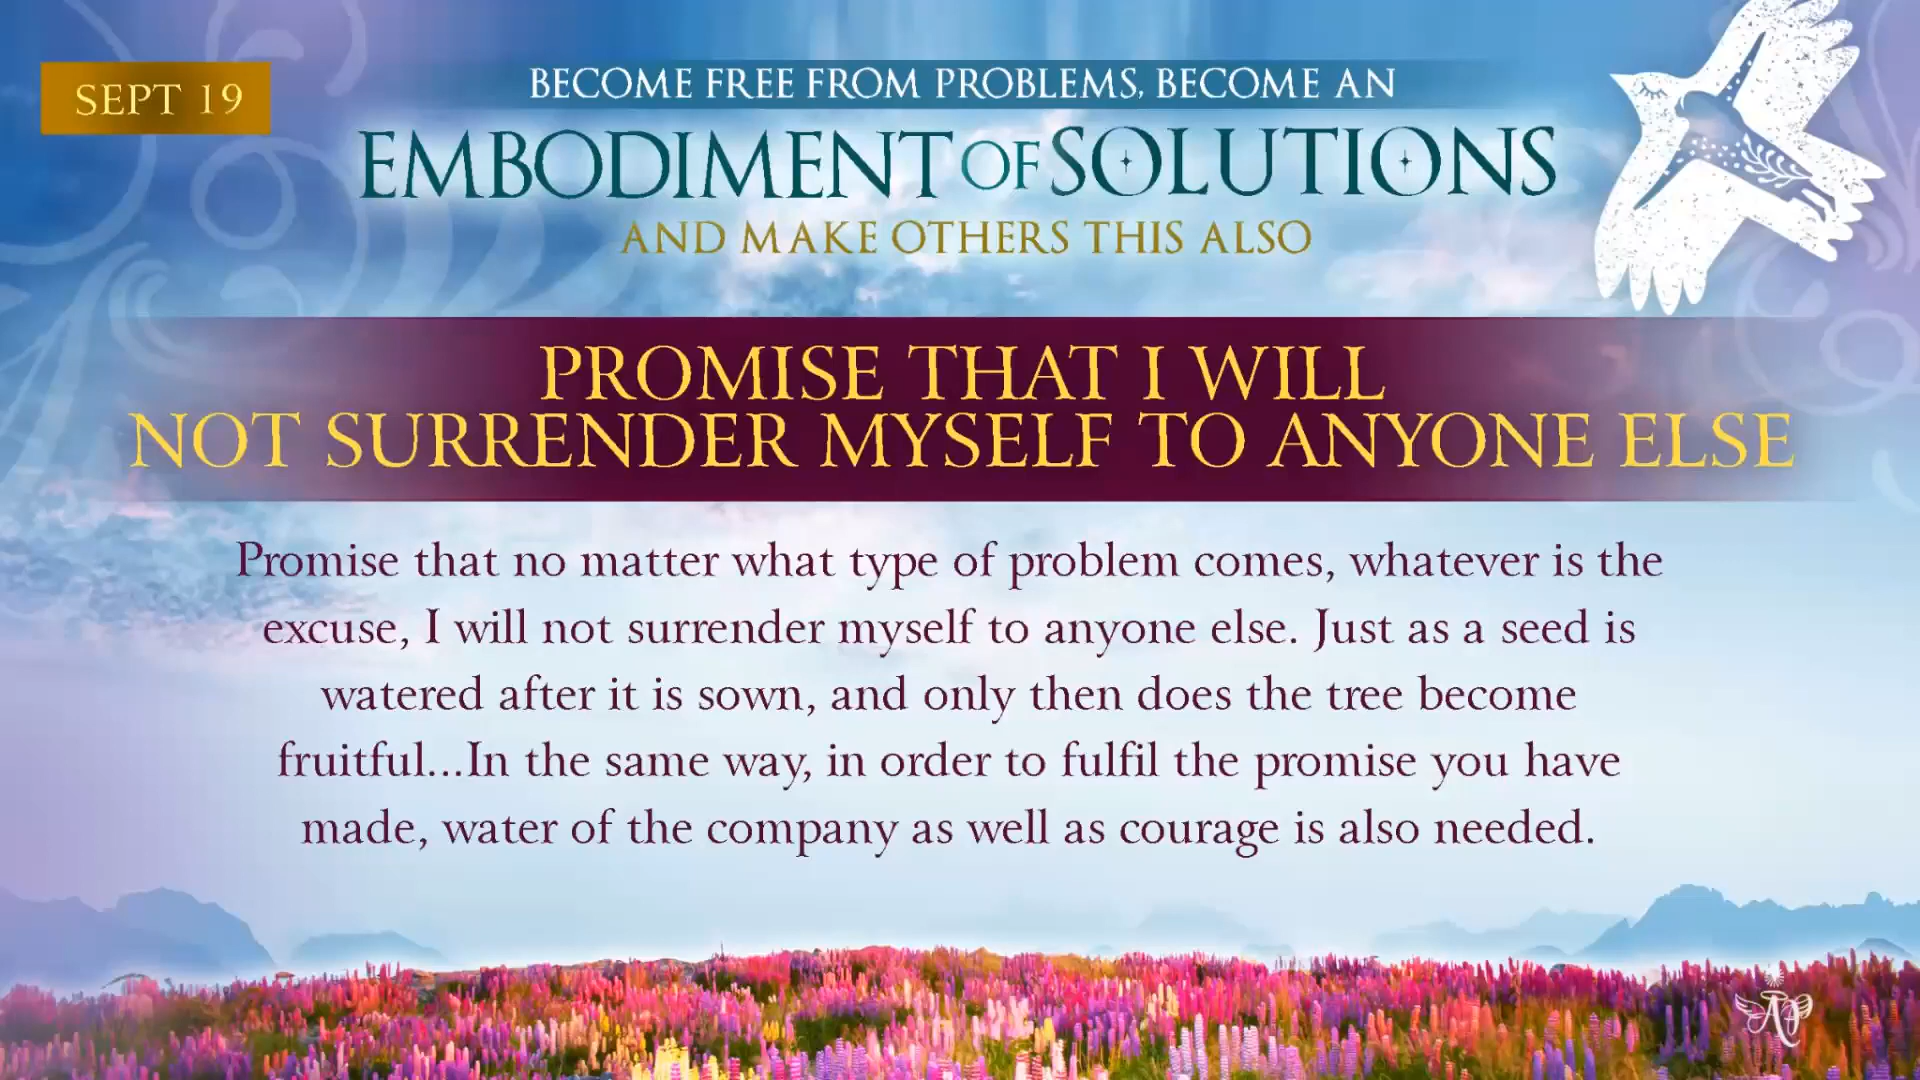 SEPT 19
BECOME FREE FROM PROBLEMS, BECOME AN
EMBODIMENT OF SOLUTIONS
AND MAKE OTHERS THIS ALSO
PROMISE THAT I WILL
NOT SURRENDER MYSELF TO ANYONE ELSE
Promise that no matter what type of problem comes, whatever is the
excuse, I will not surrender myself to anyone else. Just as a seed is
watered after it is sown, and only then does the tree become
fruitful...In the same way, in order to fulfil the promise you have
made, water of the company as well as courage is also needed.